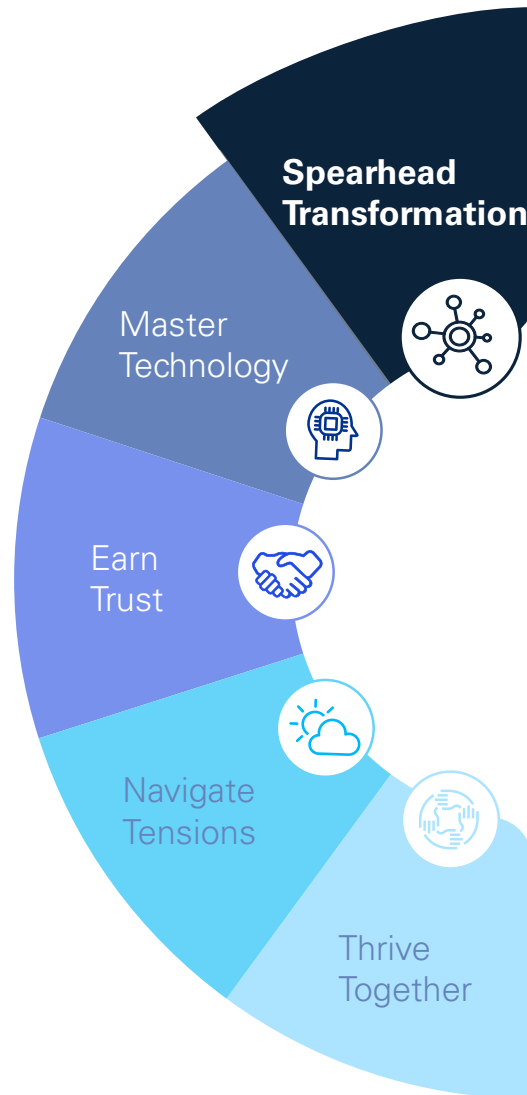 Spearhead
Transformation
Master
Technology
Earn
Trust
Navigate
Tensions
Thrive
Together